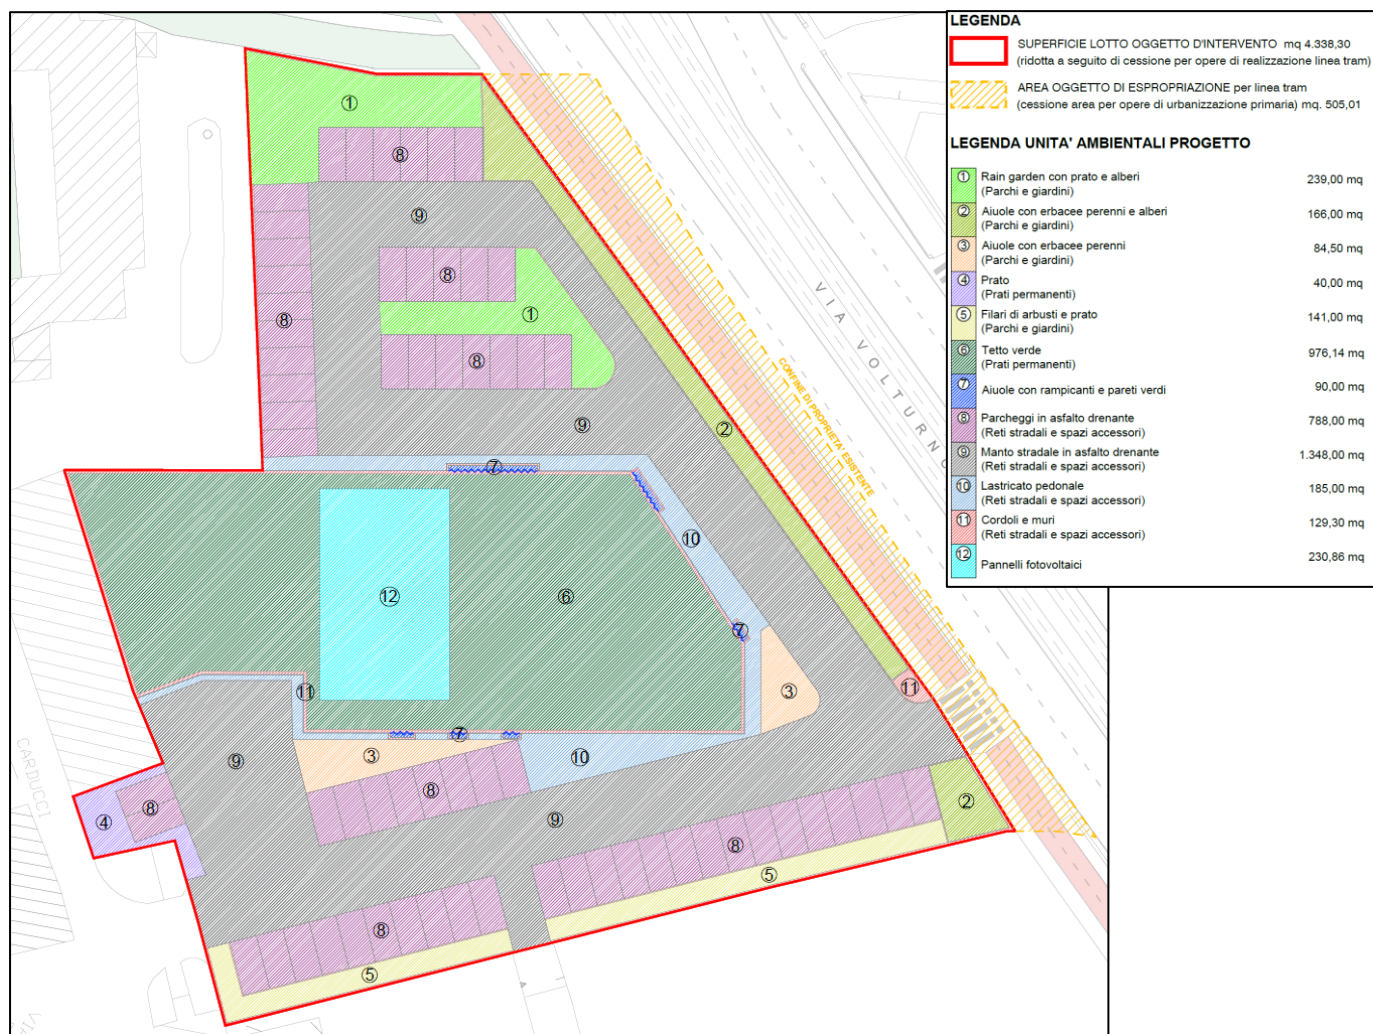 LEGENDA
SUPERFICIE LOTTO OGGETTO D'INTERVENTO mq 4.338,30
(ridotta a seguito di cessione per opere di realizzazione linea tram)
AREA OGGETTO DI ESPROPRIAZIONE per linea tram
(cessione area per opere di urbanizzazione primaria) mq. 505,01
LEGENDA UNITA' AMBIENTALI PROGETTO
1 Rain garden con prato e alberi 239,00 mq
(Parchi e giardini)
2 Aiuole con erbacee perenni e alberi 166,00 mq
(Parchi e giardini)
3 Aiuole con erbacee perenni 84,50 mq
(Parchi e giardini)
4 Prato 40,00 mq
(Prati permanenti)
5 Filari di arbusti e prato 141,00 mq
(Parchi e giardini)
6 Tetto verde 976,14 mq
(Prati permanenti)
7 Aiuole con rampicanti e pareti verdi 90,00 mq
8 Parcheggi in asfalto drenante 788,00 mq
(Reti stradali e spazi accessori)
9 Manto stradale in asfalto drenante 1.348,00 mq
(Reti stradali e spazi accessori)
10 Lastricato pedonale 185,00 mq
(Reti stradali e spazi accessori)
11 Cordoli e muri 129,30 mq
(Reti stradali e spazi accessori)
12 Pannelli fotovoltaici 230,86 mq
1
8
9
8
8
1
8
9
2
7
10
12
6
7
11
3
11
7
3
10
9
8
4
8
9
2
8
5
8
5
VIA VOLTURNO
CONFINE DI PROPRIETA' ESISTENTE
CARDUCCI